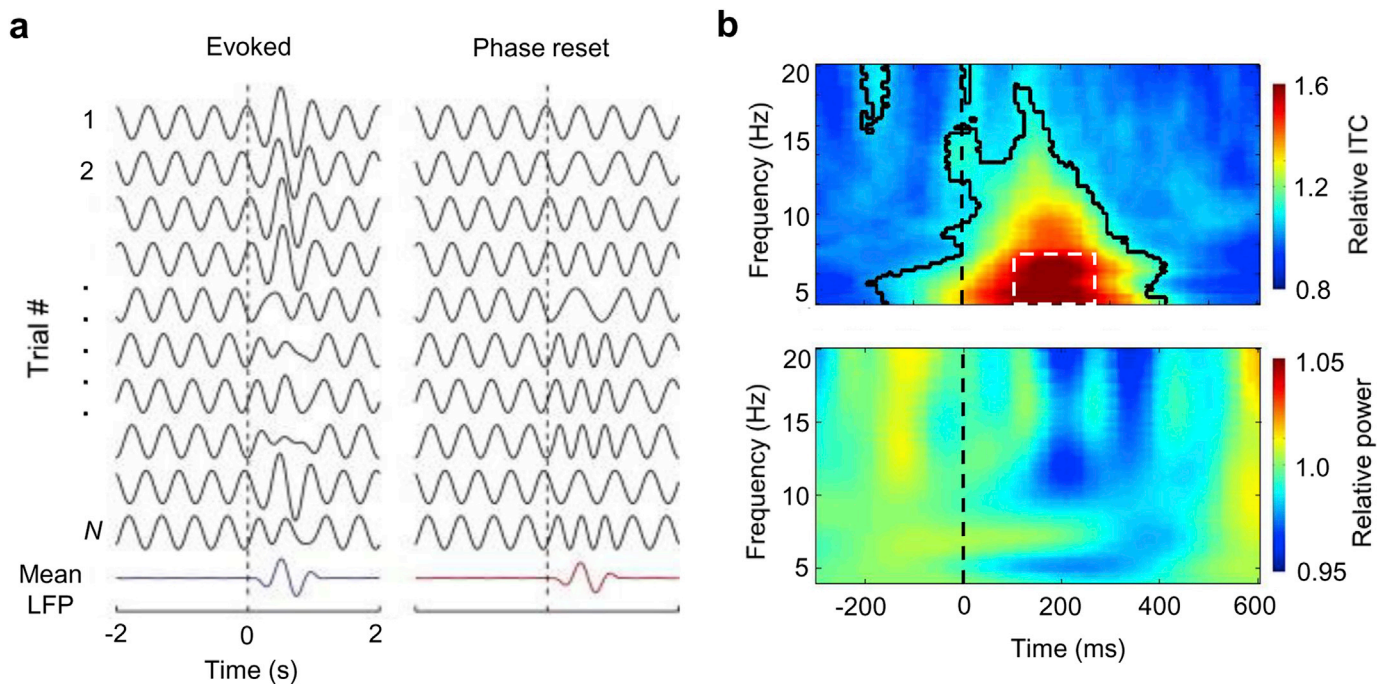 a
Evoked
Phase reset
1
2
Trial #
N
Mean
LFP
-2
0
2
Time (s)
b
20
15
10
5
Frequency (Hz)
1.6
1.2
0.8
Relative ITC
20
15
10
5
Frequency (Hz)
1.05
1.0
0.95
Relative power
-200
0
200
400
600
Time (ms)